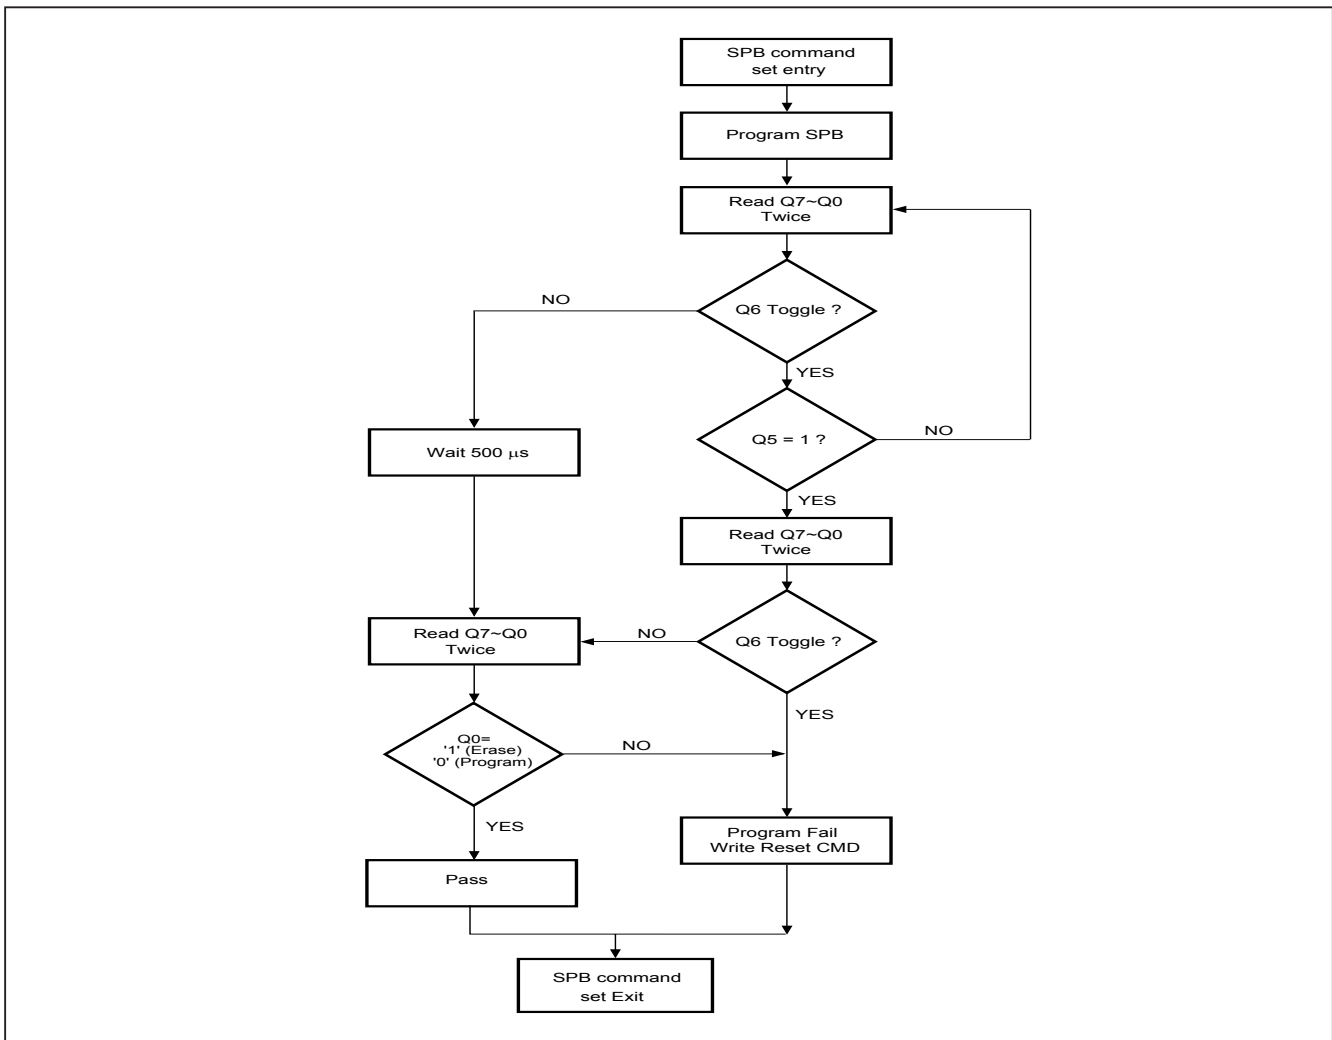 SPB command
set entry
Program SPB
Read Q7~Q0
Twice
NO
Q6 Toggle ?
YES
Wait 500 μs
Q5 = 1 ?
NO
YES
Read Q7~Q0
Twice
Read Q7~Q0
Twice
NO
Q6 Toggle ?
YES
Q0=
'1' (Erase)
'0' (Program)
NO
YES
Program Fail
Write Reset CMD
Pass
SPB command
set Exit